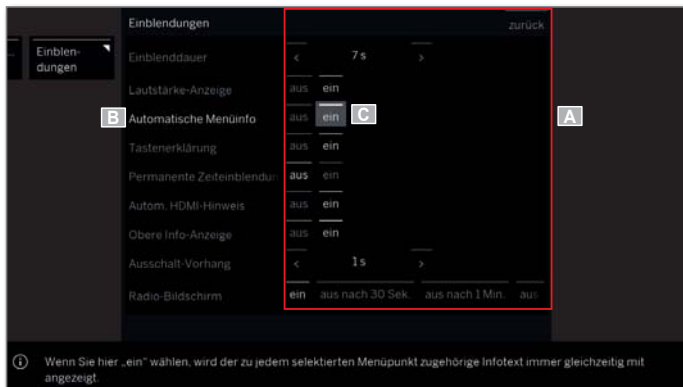 Einblendungen
zurück
Einblen-
dungen
Einblenddauer < 7 s >
Lautstärke-Anzeige aus ein
B Automatische Menüinfo aus ein C A
Tastenerklärung aus ein
Permanente Zeiteinblendun aus ein
Autom. HDMI-Hinweis aus ein
Obere Info-Anzeige aus ein
Ausschalt-Vorhang < 1 s >
Radio-Bildschirm ein aus nach 30 Sek. aus nach 1 Min. aus
i Wenn Sie hier „ein“ wählen, wird der zu jedem selektierten Menüpunkt zugehörige Infotext immer gleichzeitig mit
angezeigt.